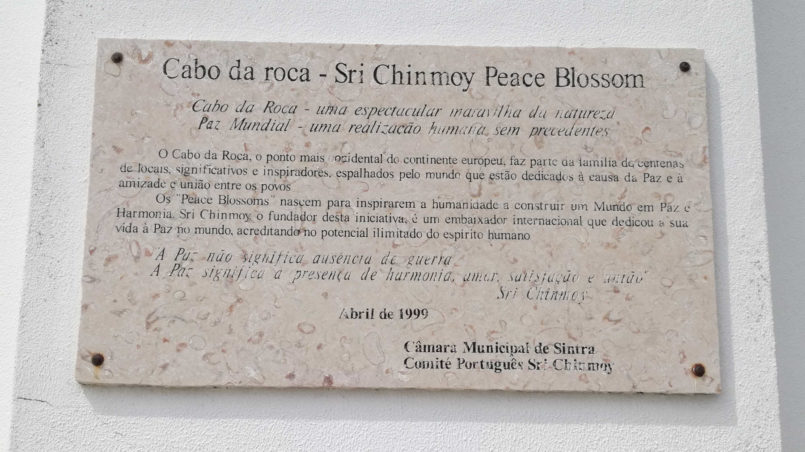 Cabo da roca - Sri Chinmoy Peace Blossom
Cabo da Roca - uma espectacular maravilha da natureza
Paz Mundial - uma realizacão humana, sem precedentes
O Cabo da Roca, o ponto mais ocidental do continente europeu, faz parte da família de centenas
de locais, significativos e inspiradores, espalhados pelo mundo que estão dedicados à causa da Paz e à
amizade e união entre os povos
Os "Peace Blossoms" nascem para inspirarem a humanidade a construir um Mundo em Paz e
Harmonia. Sri Chinmoy, o fundador desta iniciativa, é um embaixador internacional que dedicou a sua
vida à Paz no mundo, acreditando no potencial ilimitado do espírito humano
A Paz não significa ausência de guerra,
A Paz significa a presença de harmonia, amor, satisfação e união"
Sri Chinmoy
Abril de 1999
Câmara Municipal de Sintra
Comité Português Sri Chinmoy